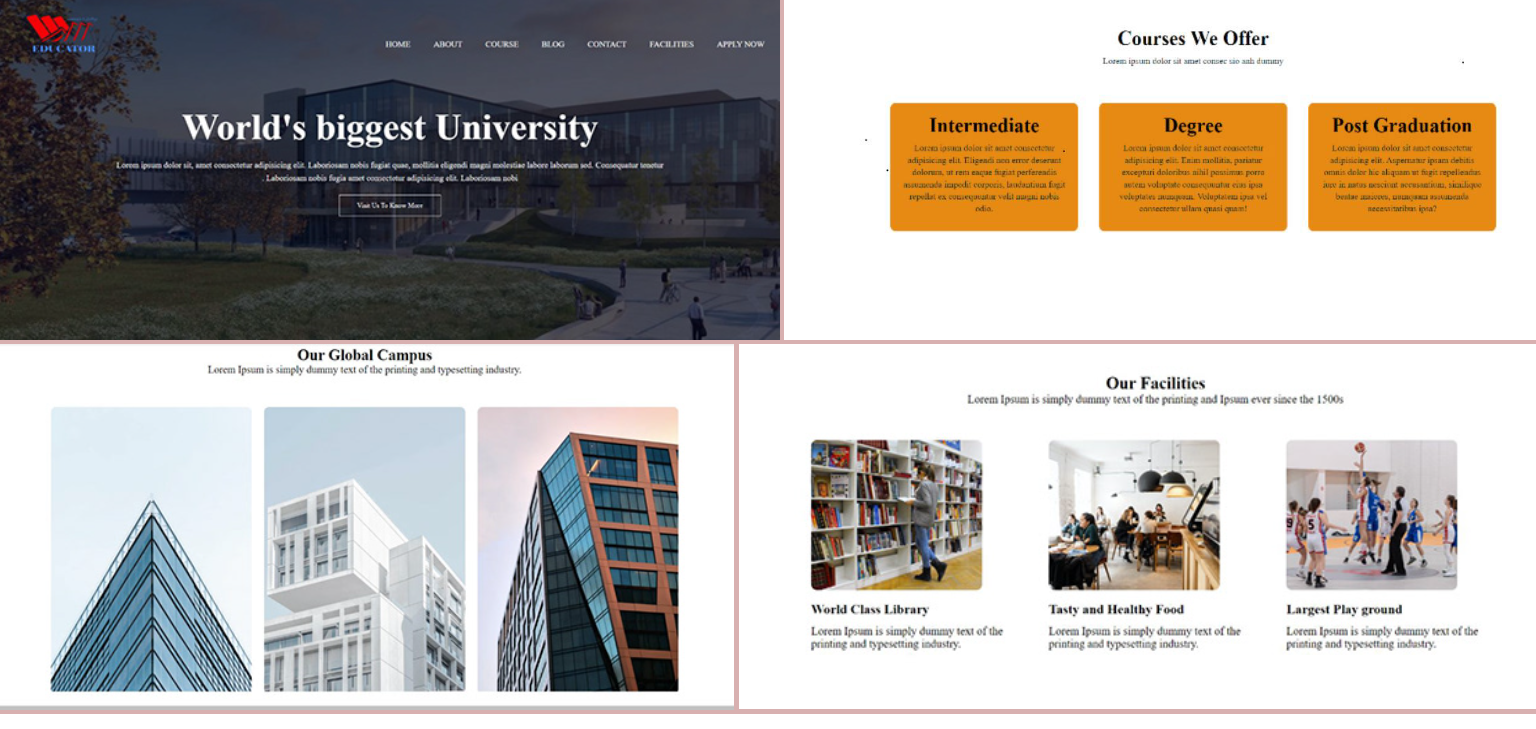 EDUCATOR
HOME ABOUT COURSE BLOG CONTACT FACILITIES APPLY NOW
World's biggest University
Lorem ipsum dolor sit, amet consectetur adipisicing elit. Laboriosam nobis fugiat quae, mollitia eligendi magni molestiae labore laborum sed. Consequatur tenetur
. Laboriosam nobis fugia amet consectetur adipisicing elit. Laboriosam nobi
Visit Us To Know More
Courses We Offer
Lorem ipsum dolor sit amet consec sio aah dummy
Intermediate
Lorem ipsum dolor sit amet consectetur
adipisicing elit. Eligendi non error deserunt
dolorum, ut rem eaque fugiat perferendis
assumenda impedit corporis, laudantium fugit
repellat ex consequuntur velit magni nobis
odio.
Degree
Lorem ipsum dolor sit amet consectetur
adipisicing elit. Enim mollitia, pariatur
excepturi doloribus nihil possimus porro
autem voluptate consequuntur eius ipsa
voluptates numquam. Voluptatem ipsa vel
consectetur ullam quasi quam!
Post Graduation
Lorem ipsum dolor sit amet consectetur
adipisicing elit. Aspernatur ipsam debitis
omnis dolor hic aliquam ut fugit repellendus
iure in natus nesciunt accusantium, similique
beatae maiores, numquam assumenda
necessitatibus ipsa?
Our Global Campus
Lorem Ipsum is simply dummy text of the printing and typesetting industry.
Our Facilities
Lorem Ipsum is simply dummy text of the printing and Ipsum ever since the 1500s
World Class Library
Lorem Ipsum is simply dummy text of the
printing and typesetting industry.
Tasty and Healthy Food
Lorem Ipsum is simply dummy text of the
printing and typesetting industry.
Largest Play ground
Lorem Ipsum is simply dummy text of the
printing and typesetting industry.